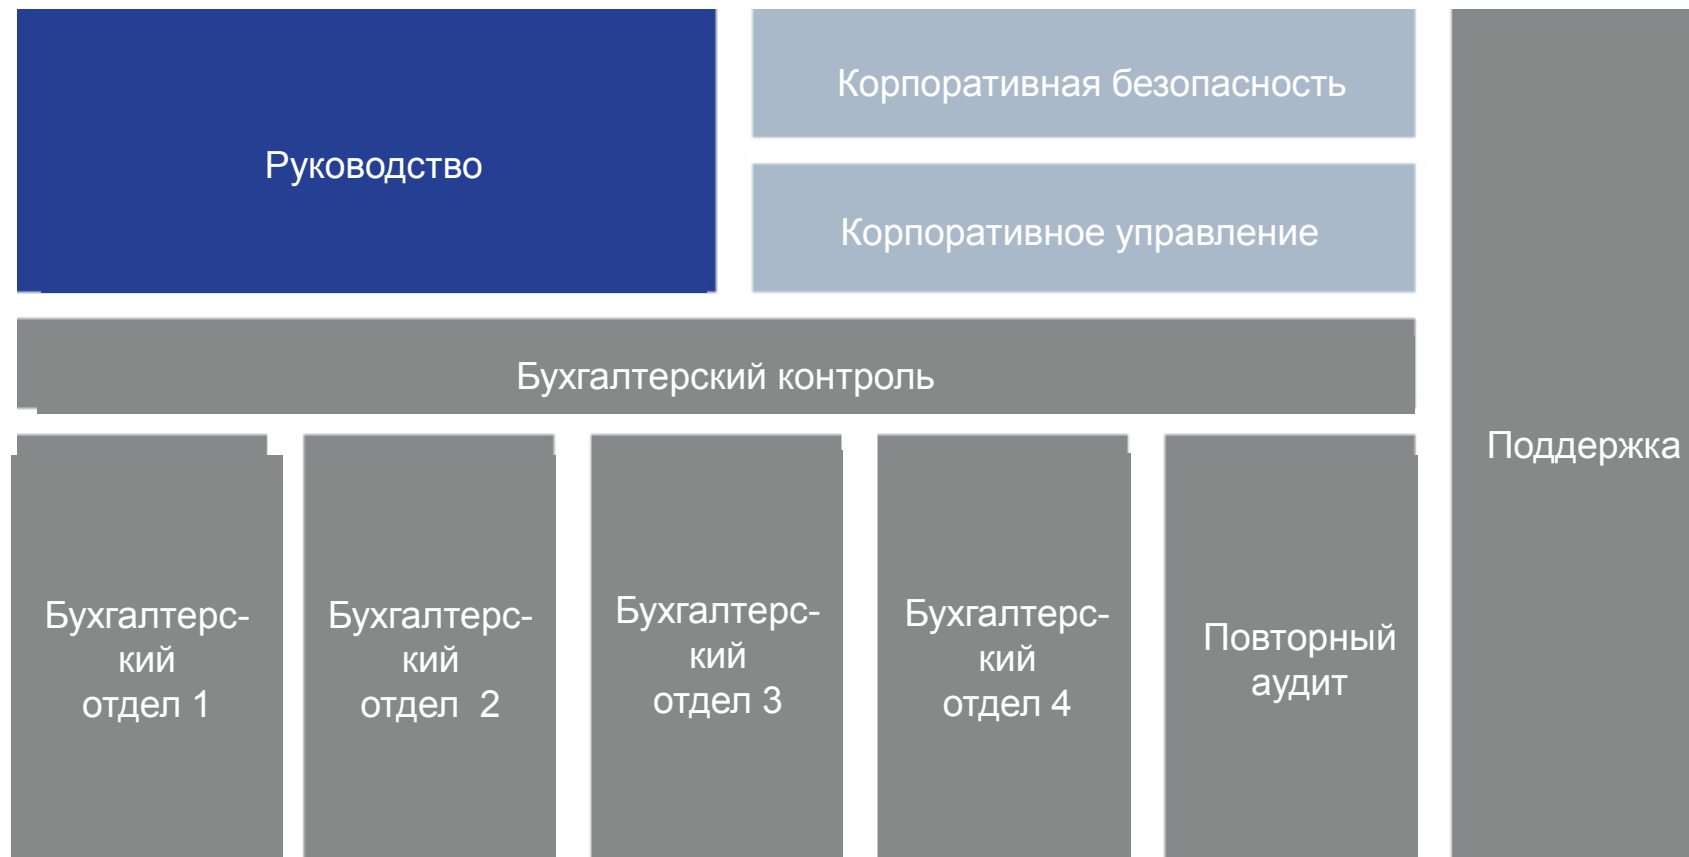 Руководство
Корпоративная безопасность
Корпоративное управление
Бухгалтерский контроль
Поддержка
Бухгалтерс-
кий
отдел 1
Бухгалтерс-
кий
отдел  2
Бухгалтерс-
кий
отдел 3
Бухгалтерс-
кий
отдел 4
Повторный
аудит